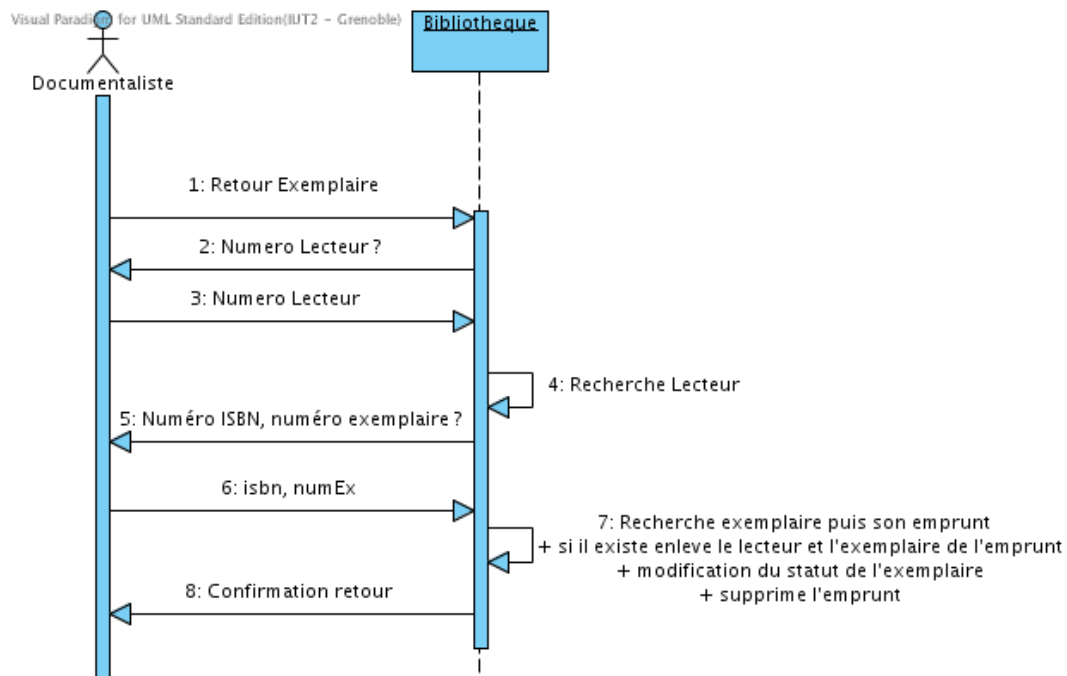 Visual Paradigm for UML Standard Edition(IUT2 - Grenoble)
Bibliotheque
Documentaliste
1: Retour Exemplaire
2: Numero Lecteur ?
3: Numero Lecteur
4: Recherche Lecteur
5: Numéro ISBN, numéro exemplaire ?
6: isbn, numEx
7: Recherche exemplaire puis son emprunt
+ si il existe enleve le lecteur et l'exemplaire de l'emprunt
+ modification du statut de l'exemplaire
+ supprime l'emprunt
8: Confirmation retour